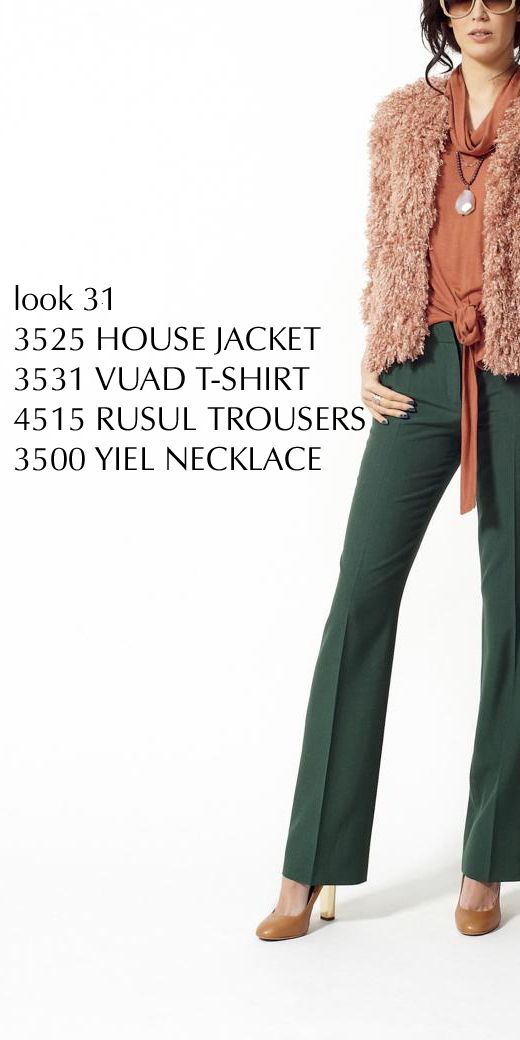 look 31
3525 HOUSE JACKET
3531 VUAD T-SHIRT
4515 RUSUL TROUSERS
3500 YIEL NECKLACE